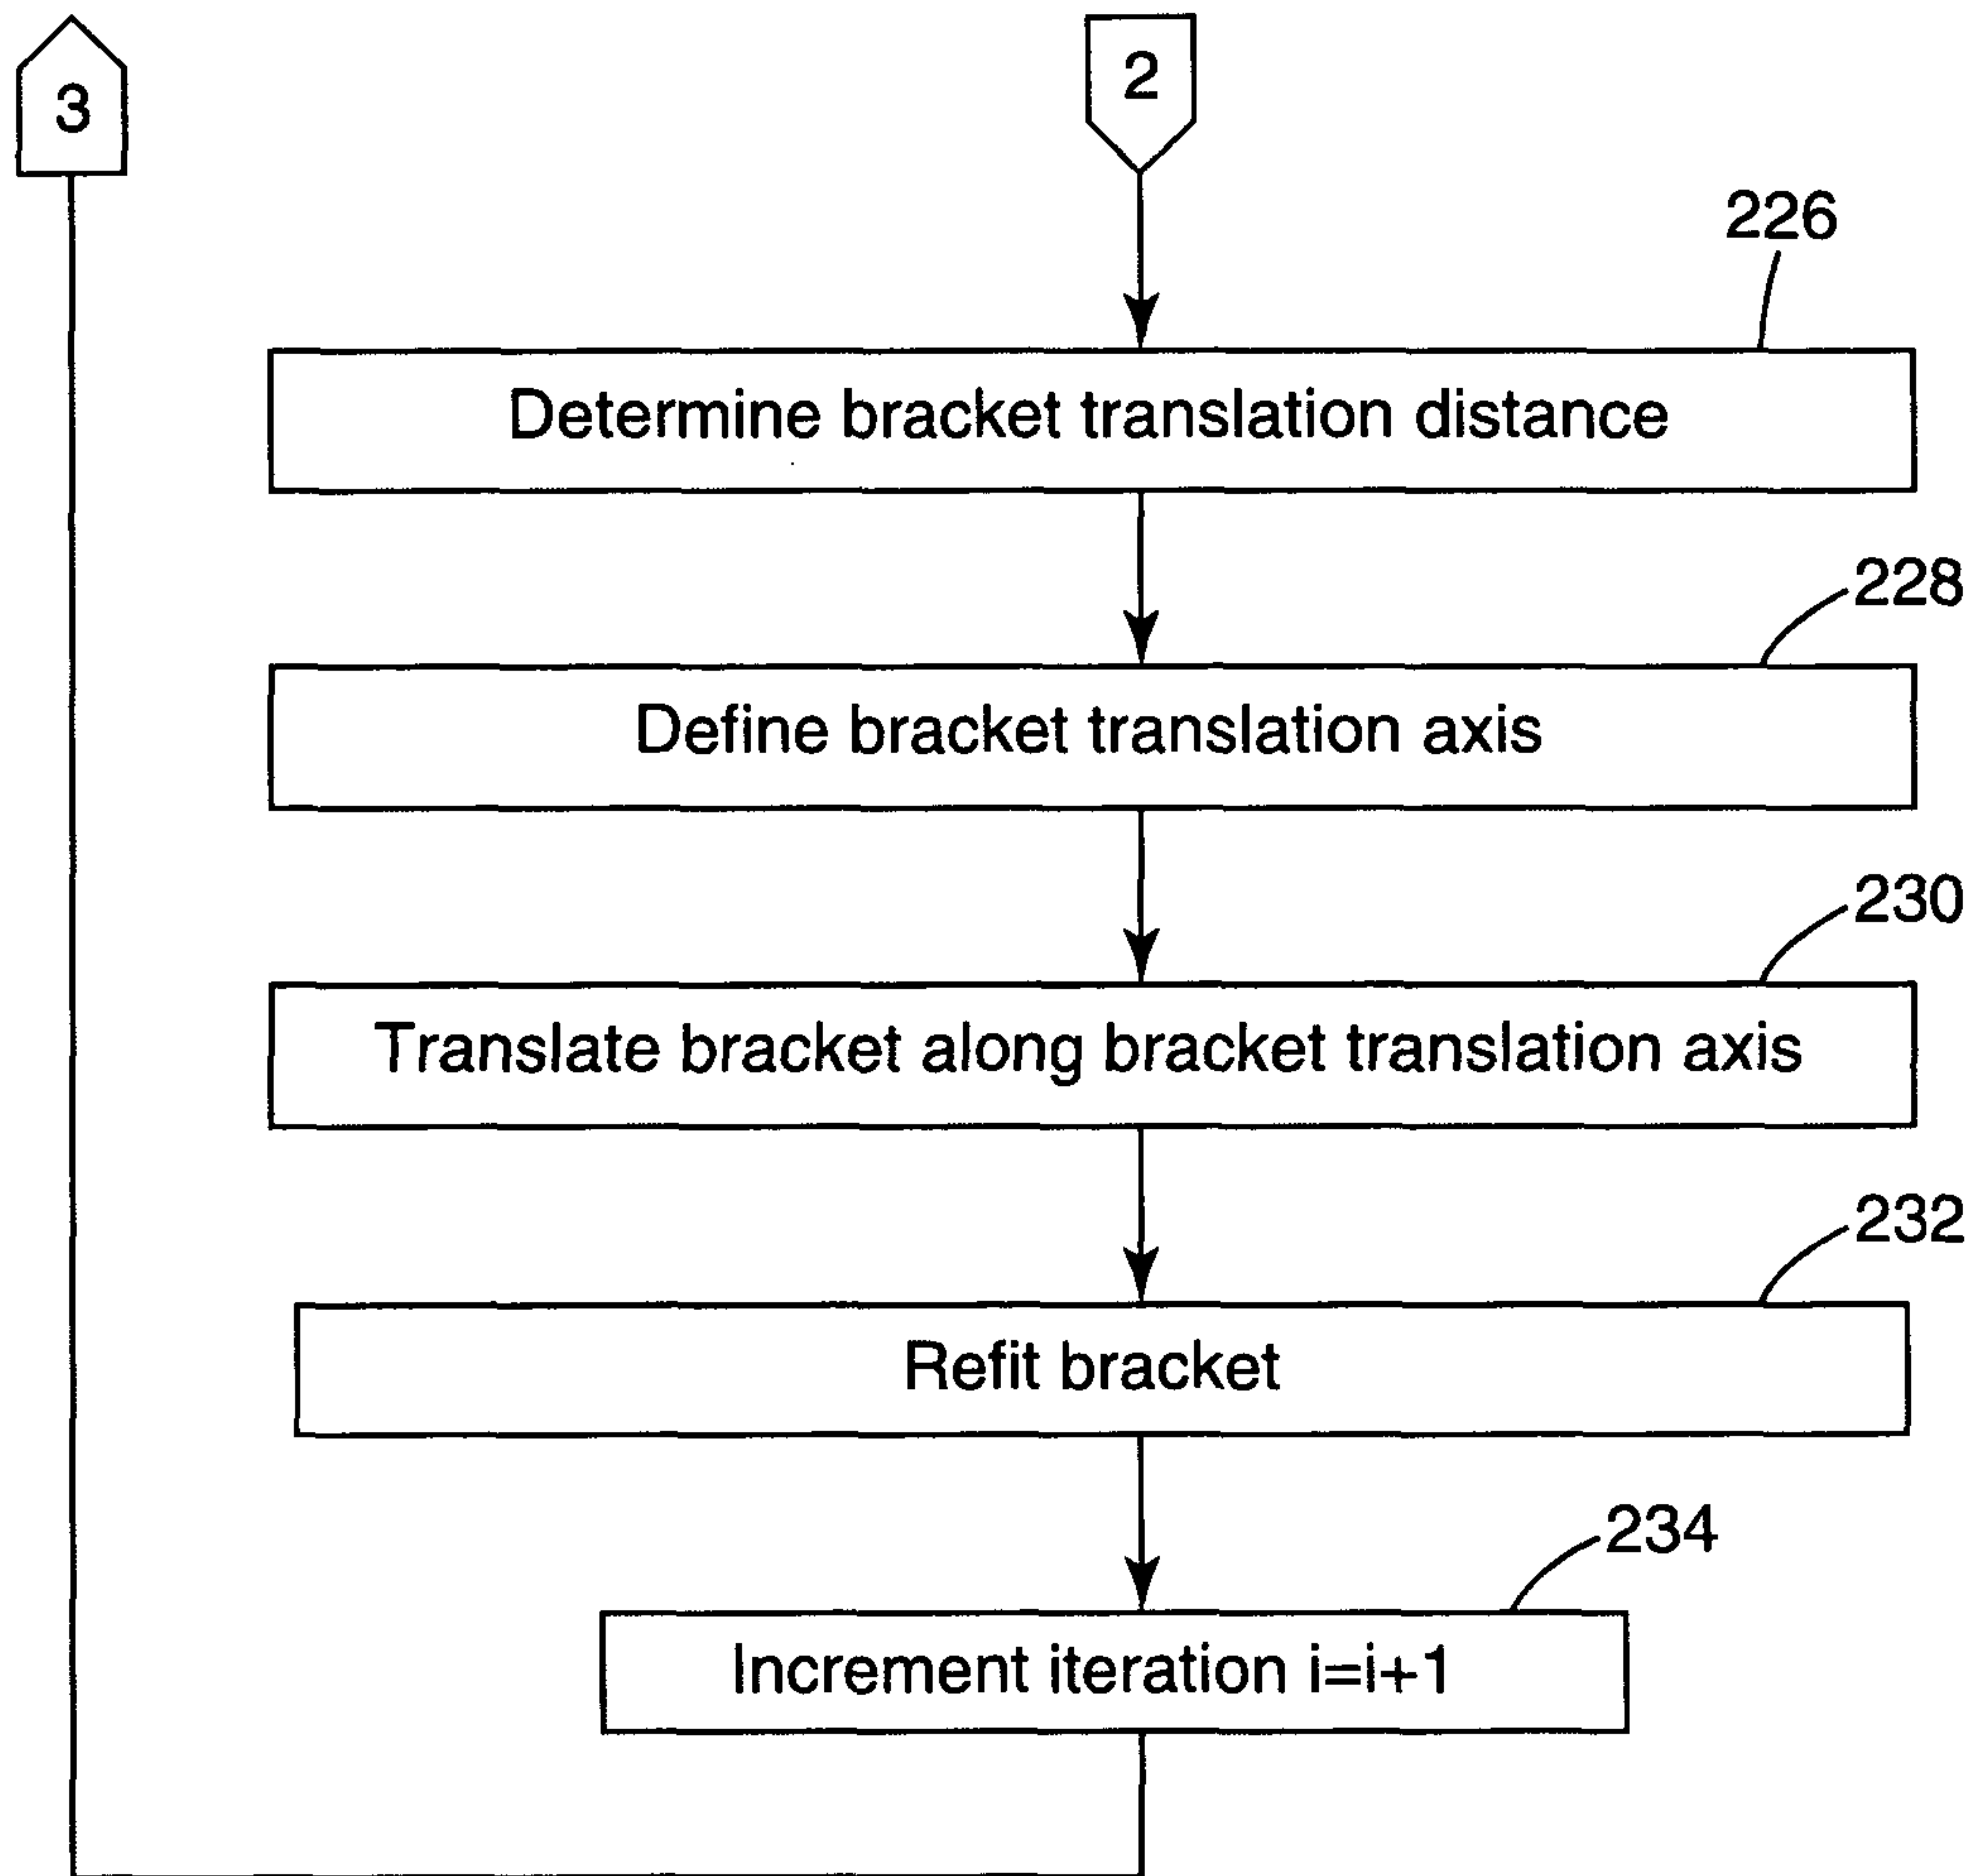 3
2
226
Determine bracket translation distance
228
Define bracket translation axis
230
Translate bracket along bracket translation axis
232
Refit bracket
234
Increment iteration i=i+1